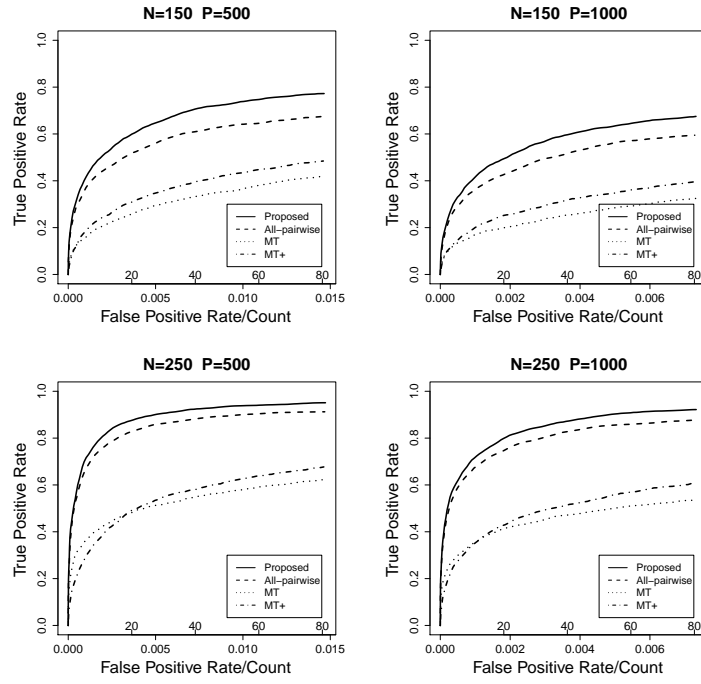 N=150 P=500
True Positive Rate
0.0 0.2 0.4 0.6 0.8 1.0
Proposed
All−pairwise
MT
MT+
20 40 60 80
0.000 0.005 0.010 0.015
False Positive Rate/Count
N=150 P=1000
True Positive Rate
0.0 0.2 0.4 0.6 0.8 1.0
Proposed
All−pairwise
MT
MT+
20 40 60 80
0.000 0.002 0.004 0.006
False Positive Rate/Count
N=250 P=500
True Positive Rate
0.0 0.2 0.4 0.6 0.8 1.0
Proposed
All−pairwise
MT
MT+
20 40 60 80
0.000 0.005 0.010 0.015
False Positive Rate/Count
N=250 P=1000
True Positive Rate
0.0 0.2 0.4 0.6 0.8 1.0
Proposed
All−pairwise
MT
MT+
20 40 60 80
0.000 0.002 0.004 0.006
False Positive Rate/Count